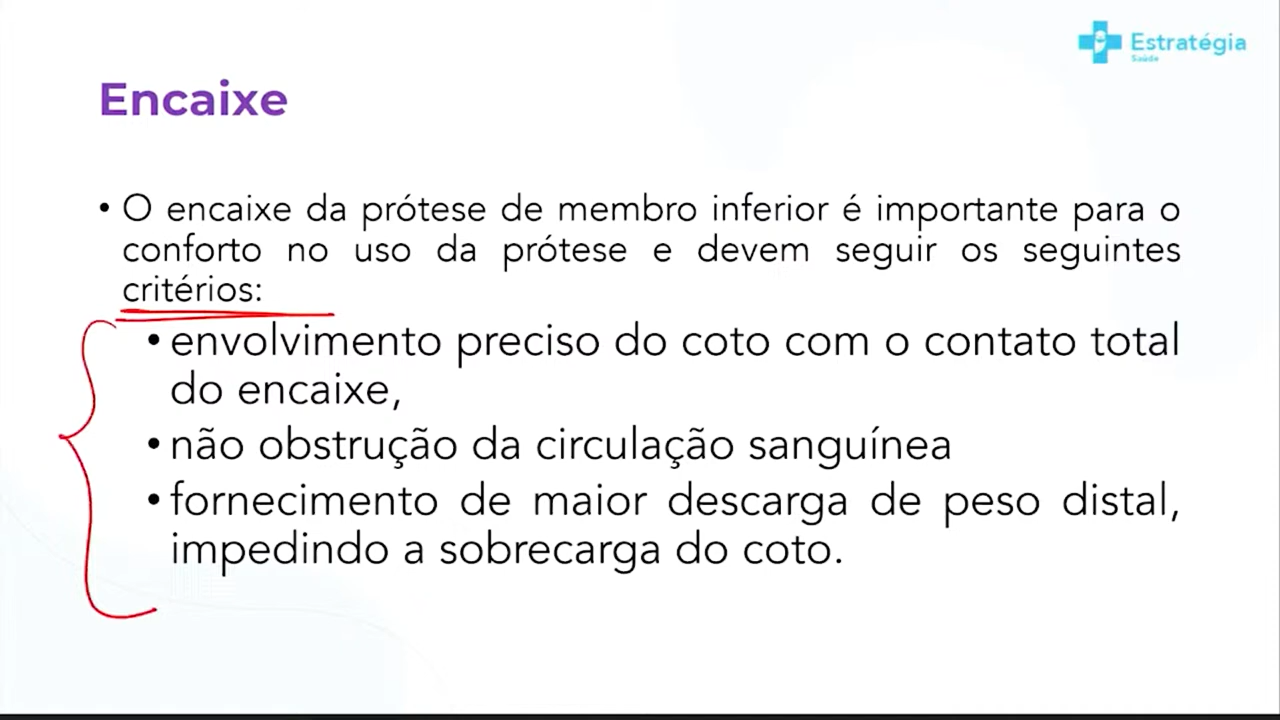 Estratégia
Saúde
Encaixe
• O encaixe da prótese de membro inferior é importante para o
conforto no uso da prótese e devem seguir os seguintes
critérios:
• envolvimento preciso do coto com o contato total
do encaixe,
• não obstrução da circulação sanguínea
• fornecimento de maior descarga de peso distal,
impedindo a sobrecarga do coto.